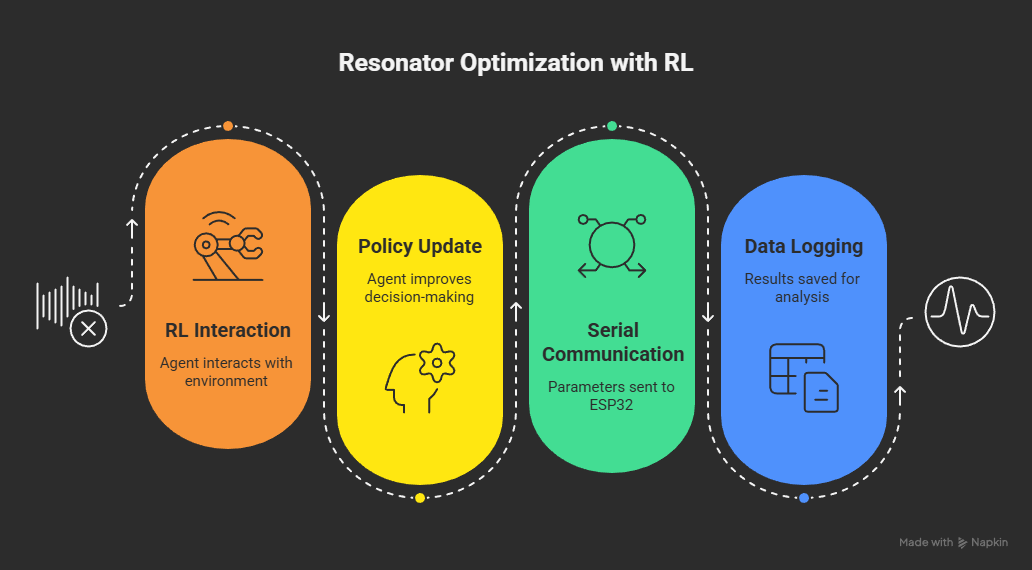 Resonator Optimization with RL
RL Interaction
Agent interacts with
environment
Policy Update
Agent improves
decision-making
Serial
Communication
Parameters sent to
ESP32
Data Logging
Results saved for
analysis
Made with Napkin